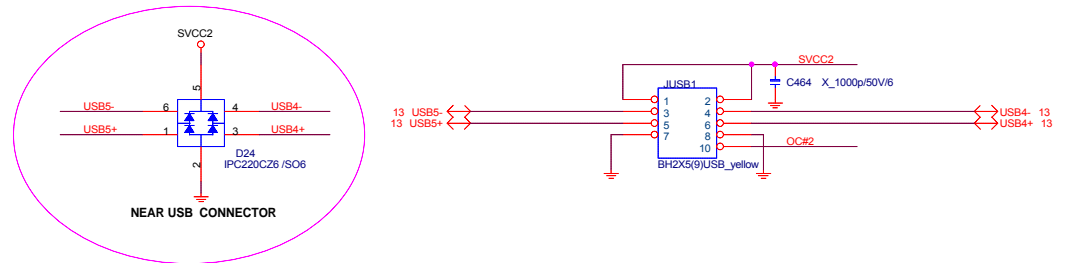 SVCC2
5
USB5- 6 4 USB4-
USB5+ 1 3 USB4+
2
D24
IPC220CZ6 /SO6
NEAR USB CONNECTOR
SVCC2
C464 X_1000p/50V/6
JUSB1
1 2
13 USB5- 3 4 USB4- 13
13 USB5+ 5 6 USB4+ 13
7 8
10 OC#2
BH2X5(9)USB_yellow